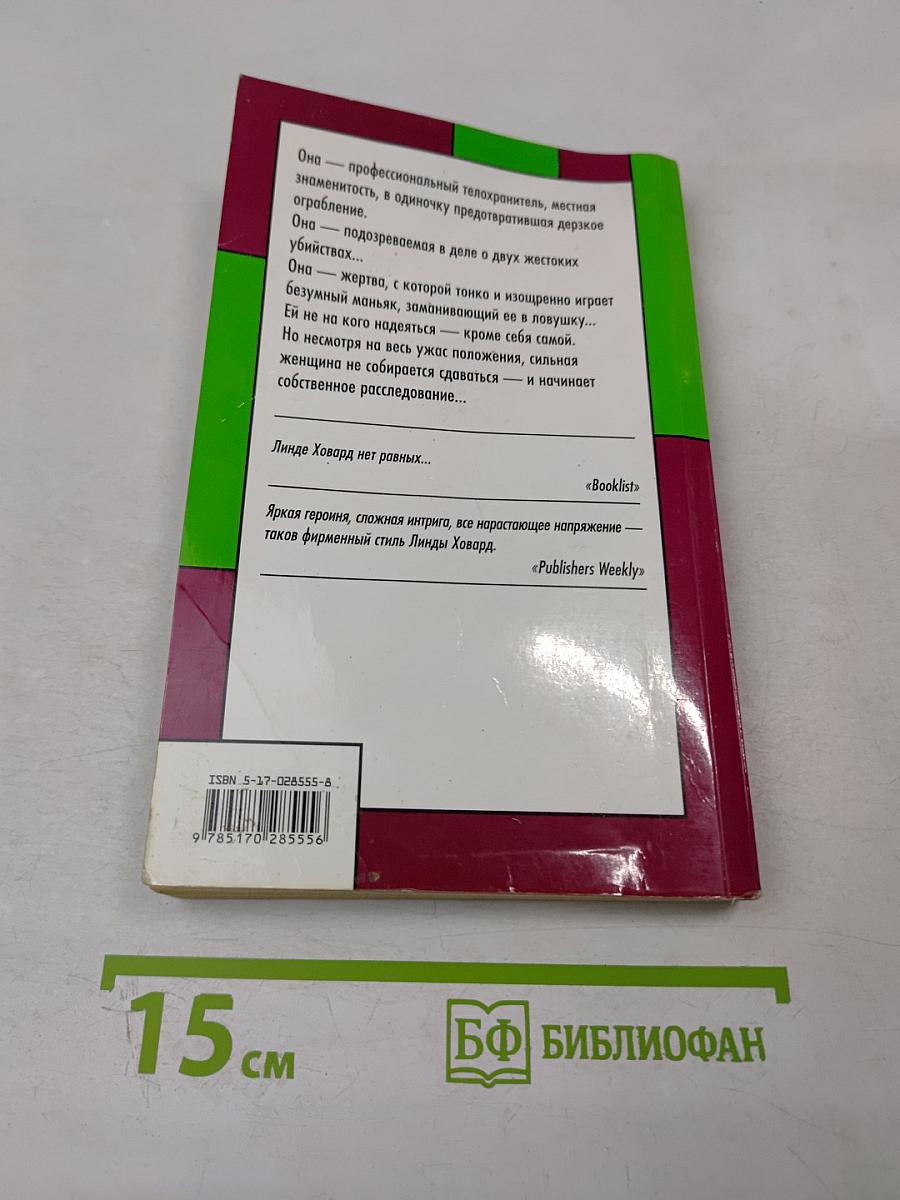 Она — профессиональный телохранитель, местная
знаменитость, в одиночку предотвратившая дерзкое
ограбление.
Она — подозреваемая в деле о двух жестоких
убийствах...
Она — жертва, с которой тонко и изощренно играет
безумный маньяк, заманивающий ее в ловушку...
Ей не на кого надеяться — кроме себя самой.
Но несмотря на весь ужас положения, сильная
женщина не собирается сдаваться — и начинает
собственное расследование...
Линде Ховард нет равных...
«Booklist»
Яркая героиня, сложная интрига, все нарастающее напряжение —
таков фирменный стиль Линды Ховард.
«Publishers Weekly»
ISBN 5-17-028555-8
9 785170 285556
15 см
БФ БИБЛИОФАН